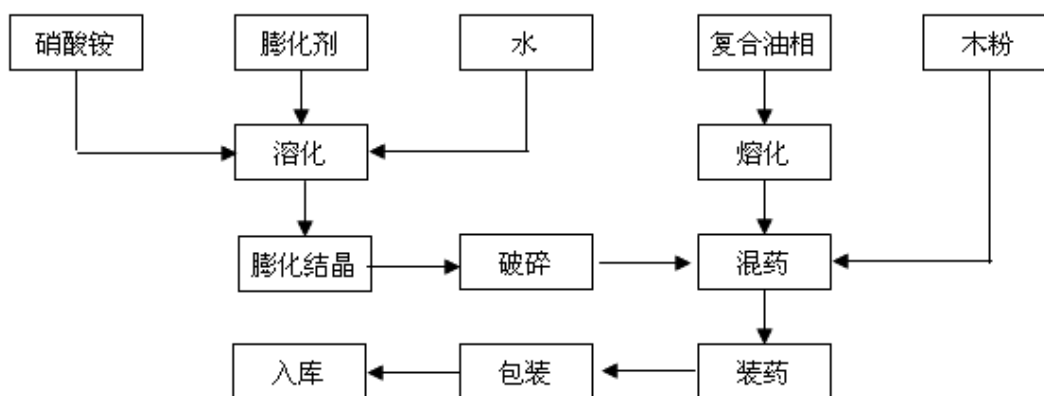 硝酸铵
膨化剂
水
复合油相
木粉
溶化
熔化
膨化结晶
破碎
混药
入库
包装
装药